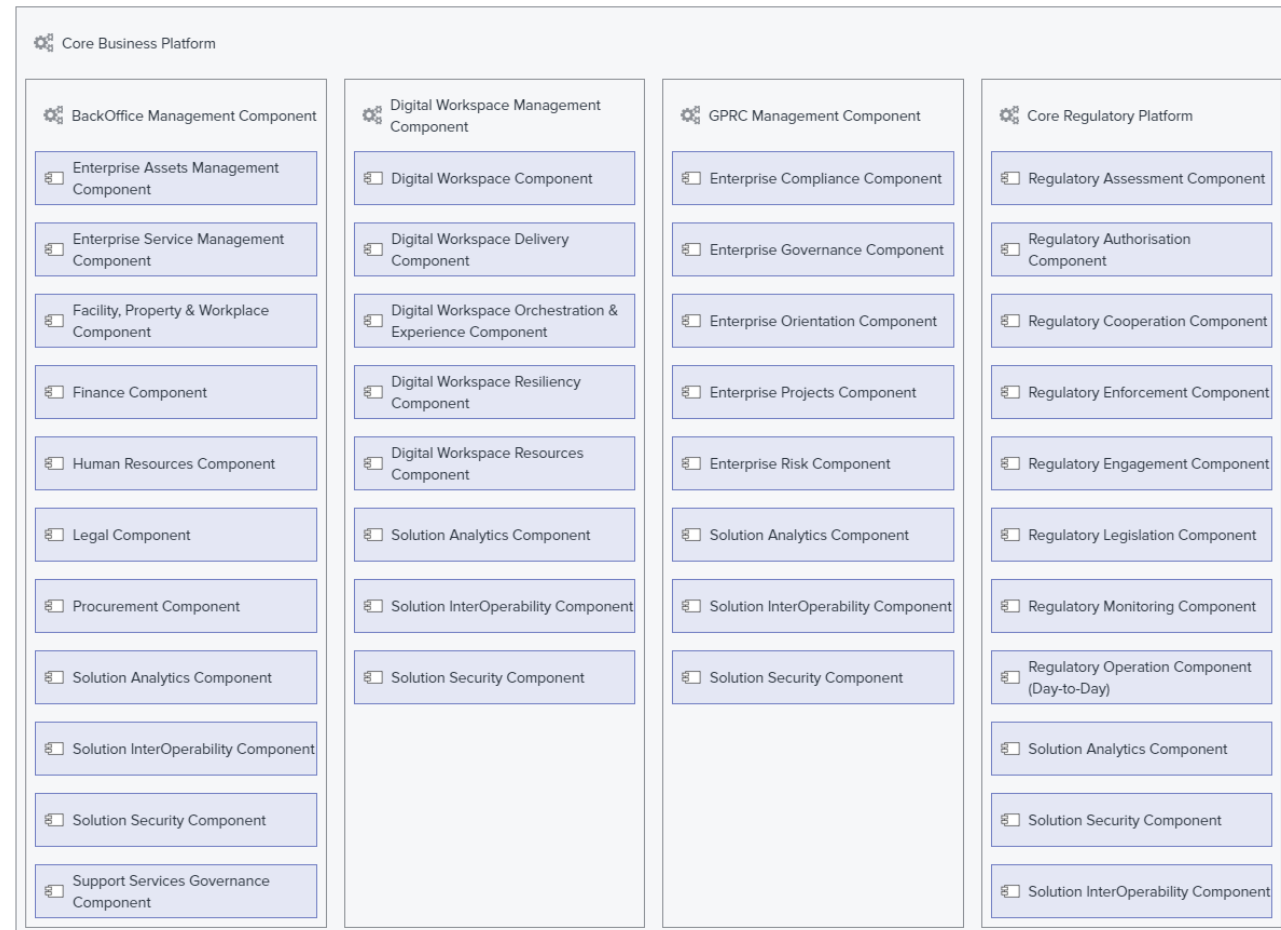 Core Business Platform
BackOffice Management Component
Enterprise Assets Management
Component
Enterprise Service Management
Component
Facility, Property & Workplace
Component
Finance Component
Human Resources Component
Legal Component
Procurement Component
Solution Analytics Component
Solution InterOperability Component
Solution Security Component
Support Services Governance
Component
Digital Workspace Management
Component
Digital Workspace Component
Digital Workspace Delivery
Component
Digital Workspace Orchestration &
Experience Component
Digital Workspace Resiliency
Component
Digital Workspace Resources
Component
Solution Analytics Component
Solution InterOperability Component
Solution Security Component
GPRC Management Component
Enterprise Compliance Component
Enterprise Governance Component
Enterprise Orientation Component
Enterprise Projects Component
Enterprise Risk Component
Solution Analytics Component
Solution InterOperability Component
Solution Security Component
Core Regulatory Platform
Regulatory Assessment Component
Regulatory Authorisation
Component
Regulatory Cooperation Component
Regulatory Enforcement Component
Regulatory Engagement Component
Regulatory Legislation Component
Regulatory Monitoring Component
Regulatory Operation Component
(Day-to-Day)
Solution Analytics Component
Solution Security Component
Solution InterOperability Component